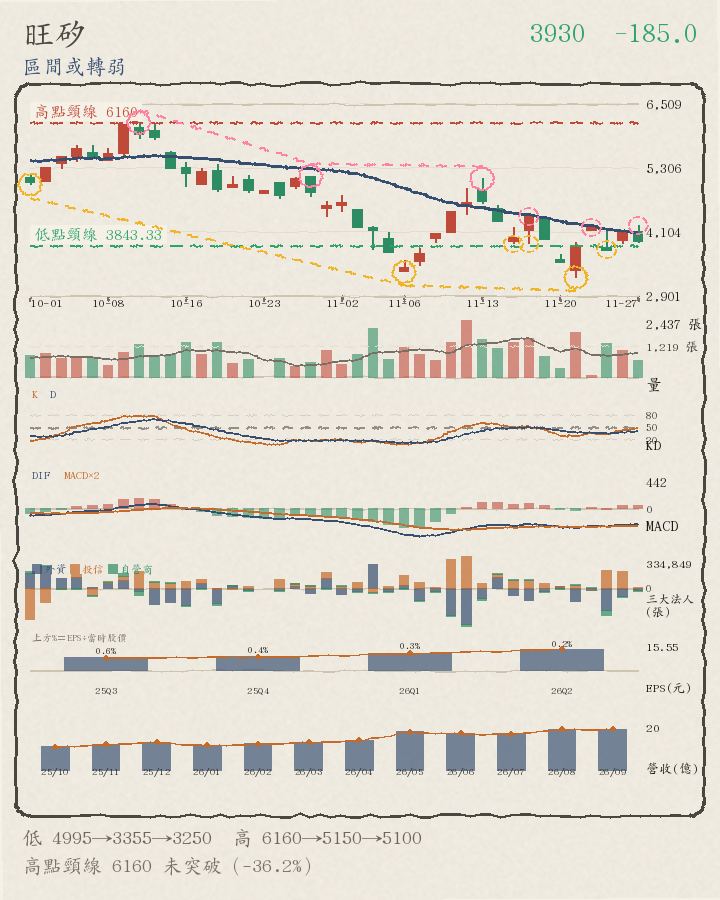 旺矽
3930 -185.0
區間或轉弱
高點頸線 6160
低點頸線 3843.33
6,509
5,306
4,104
2,901
10-01 10-08 10-16 10-23 11-02 11-06 11-13 11-20 11-27
2,437 張
1,219 張
量
K D
80
50
20
KD
DIF MACD×2
442
0
MACD
外資 投信 自營商
334,849
0
三大法人
(張)
上方%=EPS÷當時股價
0.6% 0.4% 0.3% 0.2%
15.55
25Q3 25Q4 26Q1 26Q2
EPS(元)
20
25/10 25/11 25/12 26/01 26/02 26/03 26/04 26/05 26/06 26/07 26/08 26/09
營收(億)
低 4995→3355→3250 高 6160→5150→5100
高點頸線 6160 未突破 (-36.2%)